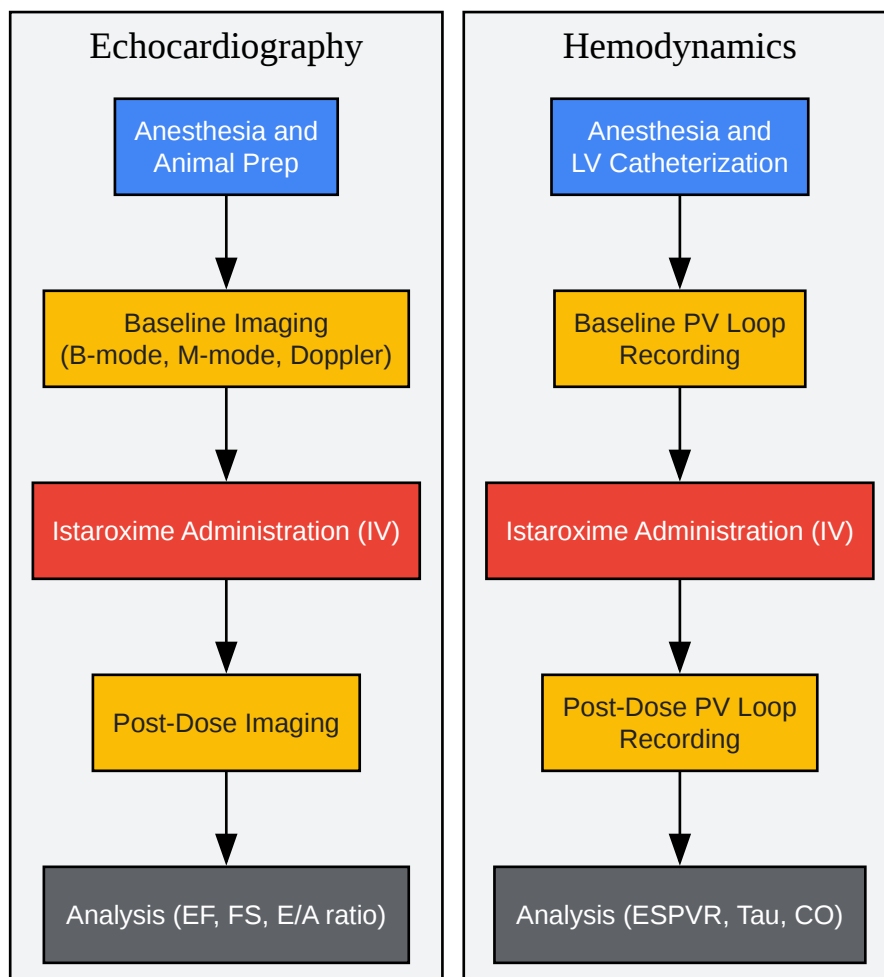 Echocardiography
Anesthesia and
Animal Prep
Baseline Imaging
(B-mode, M-mode, Doppler)
Istaroxime Administration (IV)
Post-Dose Imaging
Analysis (EF, FS, E/A ratio)
Hemodynamics
Anesthesia and
LV Catheterization
Baseline PV Loop
Recording
Istaroxime Administration (IV)
Post-Dose PV Loop
Recording
Analysis (ESPVR, Tau, CO)